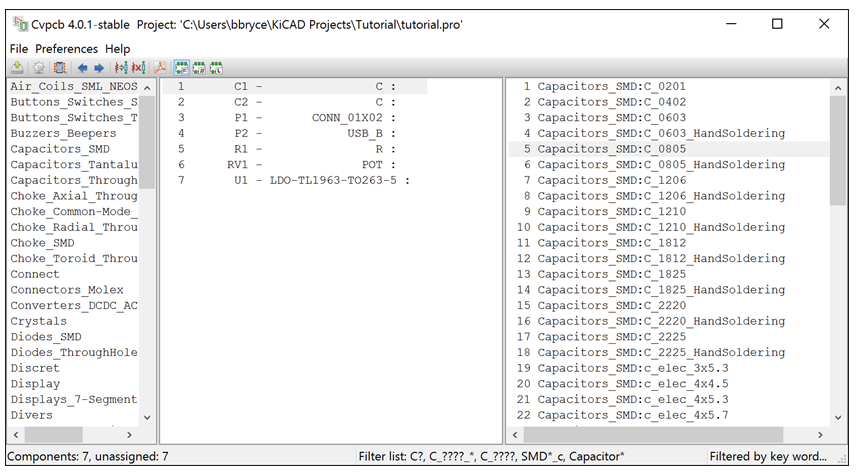 Cvpcb 4.0.1-stable Project: 'C:\Users\bbryce\KiCAD Projects\Tutorial\tutorial.pro'
File Preferences Help
Air_Coils_SML_NEOS
Buttons_Switches_S
Buttons_Switches_T
Buzzers_Beepers
Capacitors_SMD
Capacitors_Tantalu
Capacitors_Through
Choke_Axial_Throug
Choke_Common-Mode_
Choke_Radial_Throu
Choke_SMD
Choke_Toroid_Throu
Connect
Connectors_Molex
Converters_DCDC_AC
Crystals
Diodes_SMD
Diodes_ThroughHole
Discret
Display
Displays_7-Segment
Divers
1 C1 - C :
2 C2 - C :
3 P1 - CONN_01X02 :
4 P2 - USB_B :
5 R1 - R :
6 RV1 - POT :
7 U1 - LDO-TL1963-TO263-5 :
1 Capacitors_SMD:C_0201
2 Capacitors_SMD:C_0402
3 Capacitors_SMD:C_0603
4 Capacitors_SMD:C_0603_HandSoldering
5 Capacitors_SMD:C_0805
6 Capacitors_SMD:C_0805_HandSoldering
7 Capacitors_SMD:C_1206
8 Capacitors_SMD:C_1206_HandSoldering
9 Capacitors_SMD:C_1210
10 Capacitors_SMD:C_1210_HandSoldering
11 Capacitors_SMD:C_1812
12 Capacitors_SMD:C_1812_HandSoldering
13 Capacitors_SMD:C_1825
14 Capacitors_SMD:C_1825_HandSoldering
15 Capacitors_SMD:C_2220
16 Capacitors_SMD:C_2220_HandSoldering
17 Capacitors_SMD:C_2225
18 Capacitors_SMD:C_2225_HandSoldering
19 Capacitors_SMD:c_elec_3x5.3
20 Capacitors_SMD:c_elec_4x4.5
21 Capacitors_SMD:c_elec_4x5.3
22 Capacitors_SMD:c_elec_4x5.7
Components: 7, unassigned: 7
Filter list: C?, C_????_*, C_????, SMD*_c, Capacitor*
Filtered by key word...